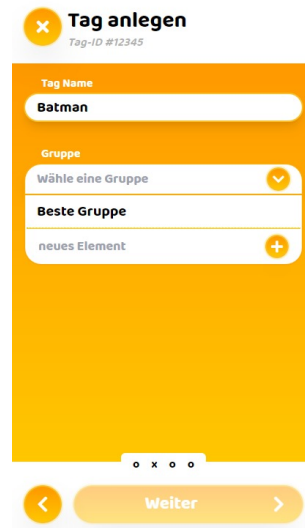 Tag anlegen
Tag-ID #12345
Tag Name
Batman
Gruppe
Wähle eine Gruppe
Beste Gruppe
neues Element
o x o o
Weiter